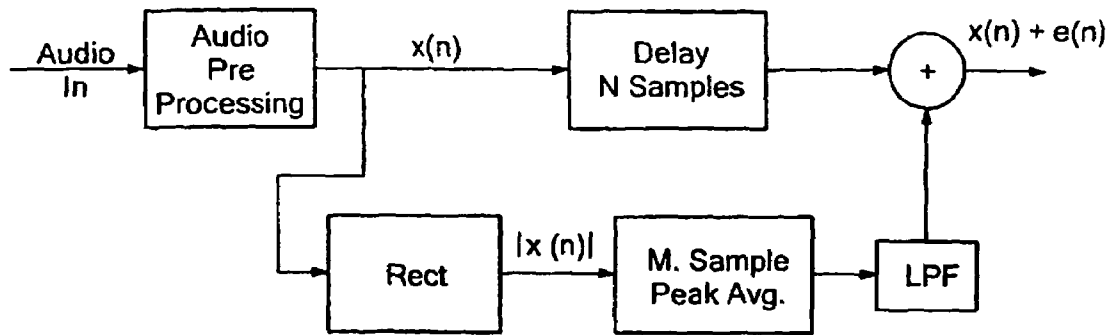 Audio
In
Audio
Pre
Processing
x(n)
Delay
N Samples
+
x(n) + e(n)
Rect
|x (n)|
M. Sample
Peak Avg.
LPF